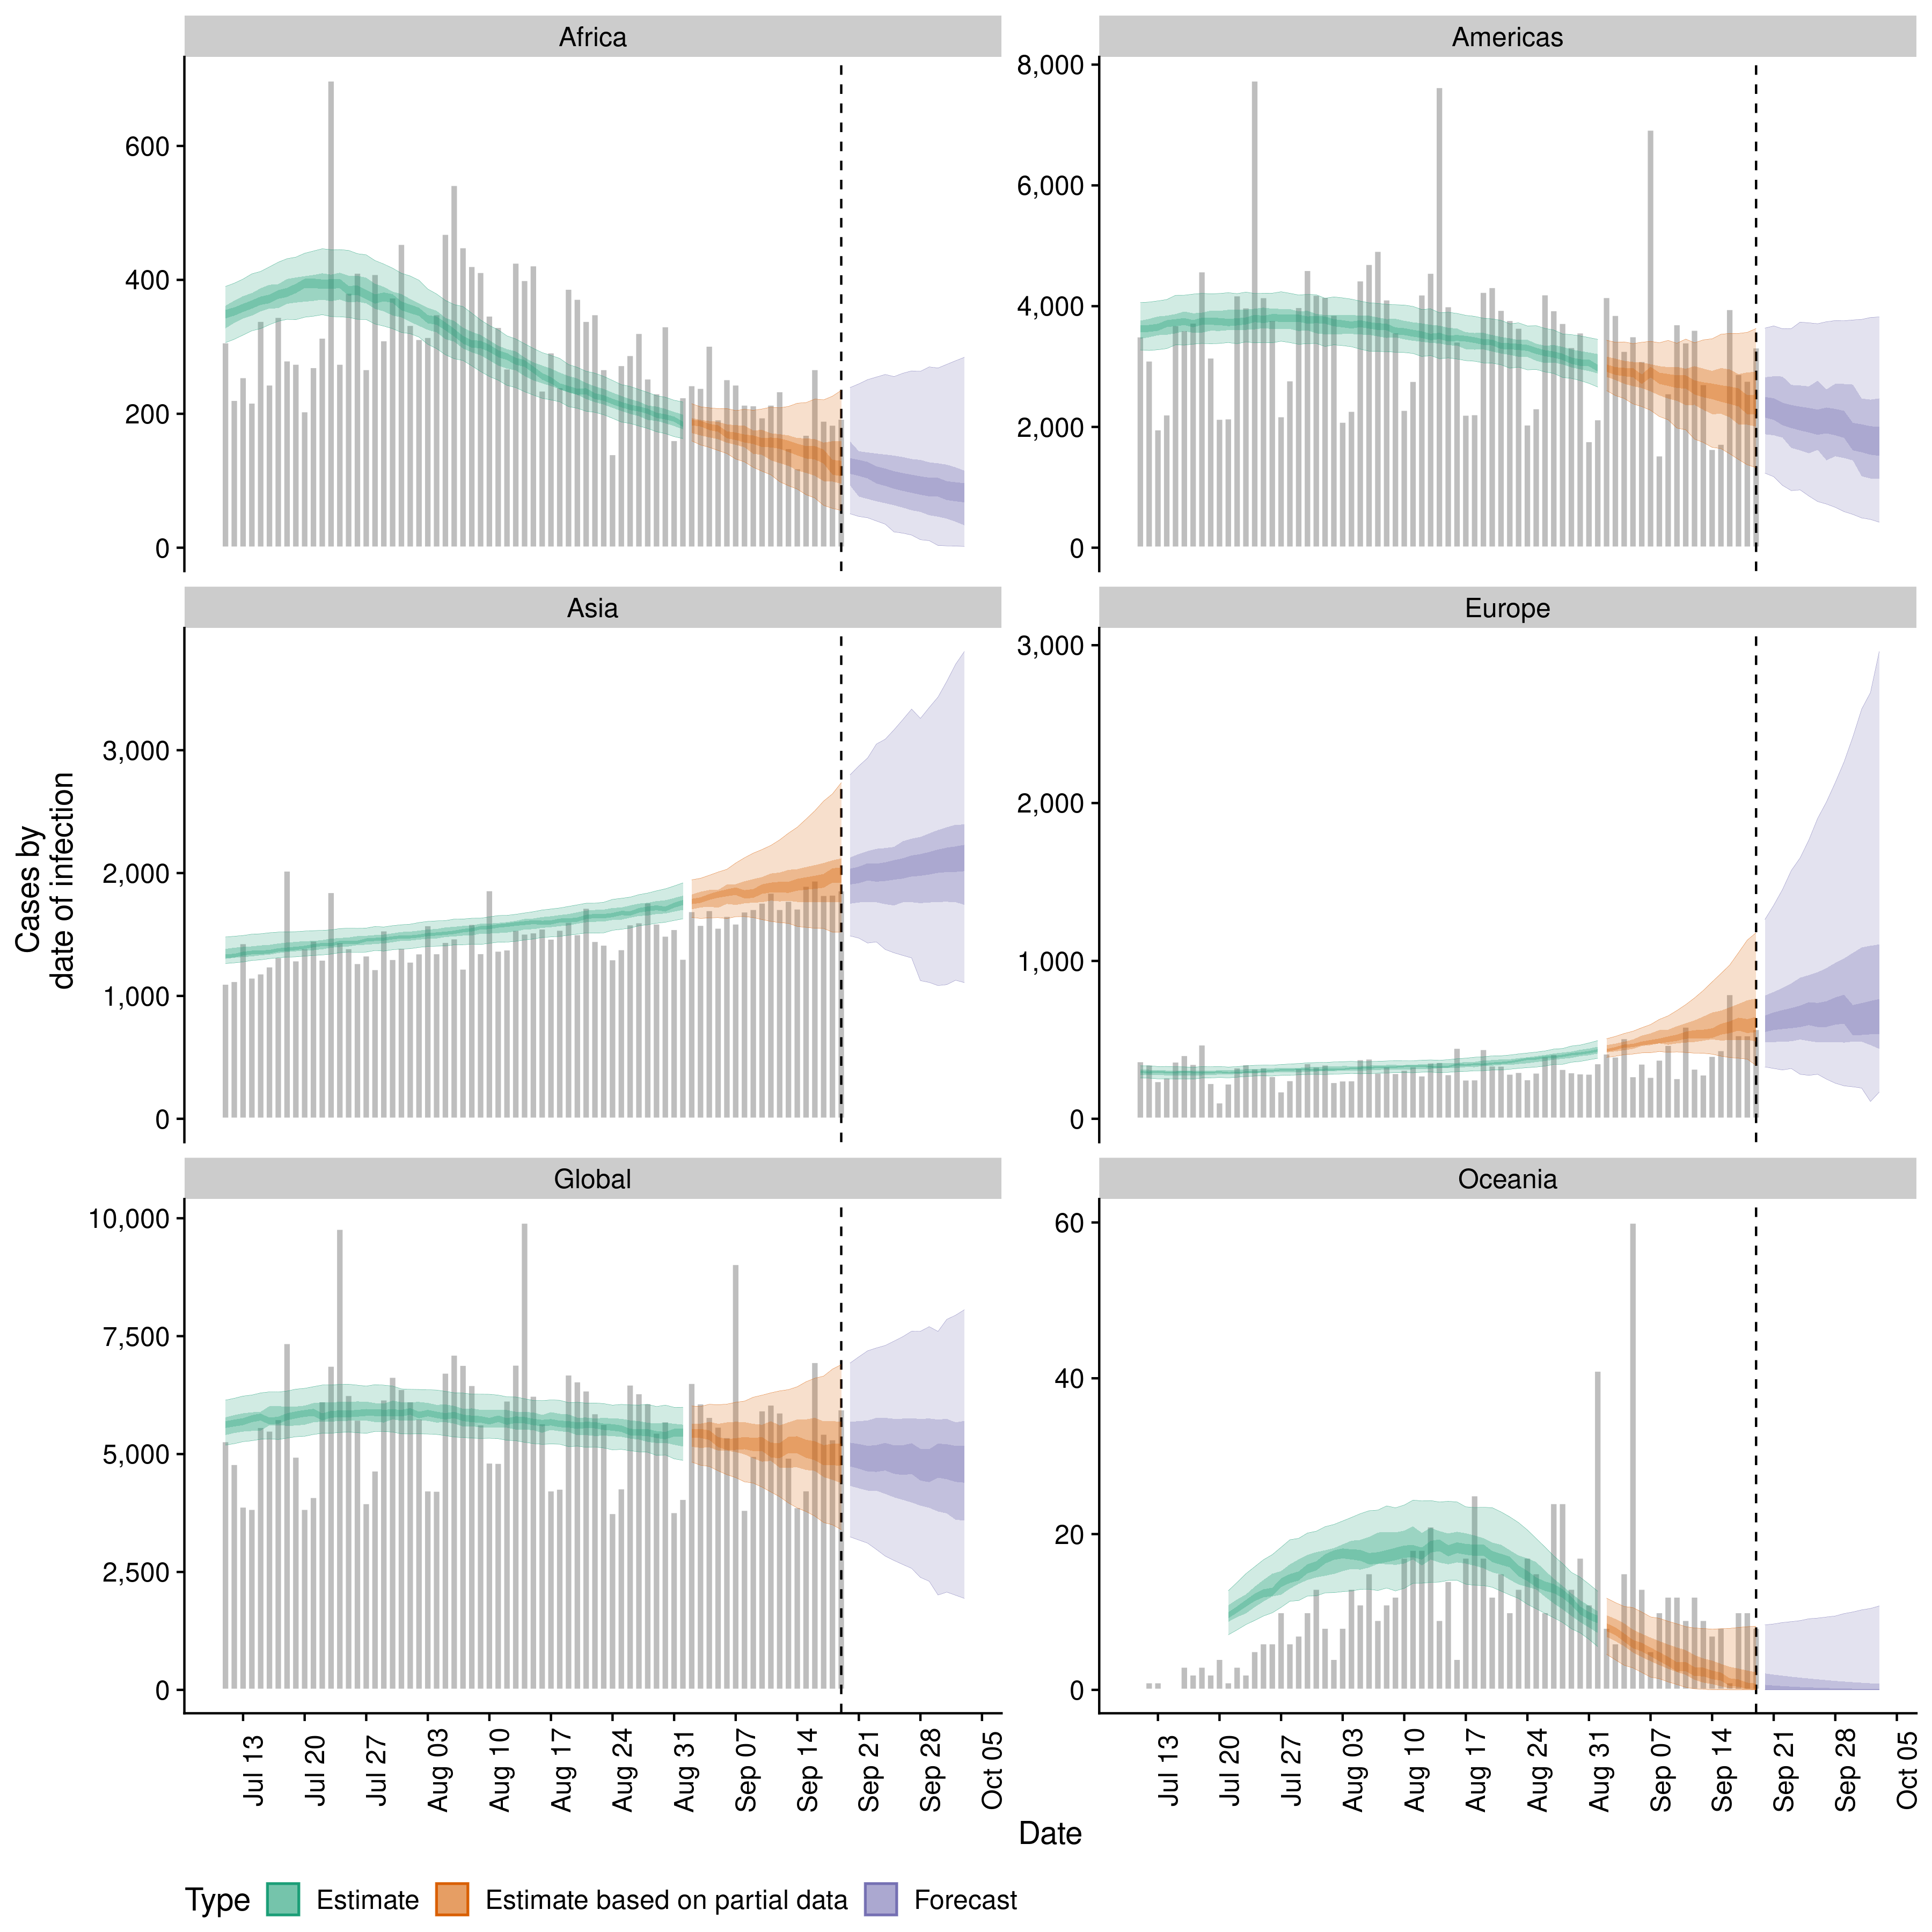 Africa
Americas
600
400
200
0
8,000
6,000
4,000
2,000
0
Asia
Europe
3,000
2,000
1,000
0
3,000
2,000
1,000
0
Global
Oceania
10,000
7,500
5,000
2,500
0
60
40
20
0
Cases by
date of infection
Jul 13
Jul 20
Jul 27
Aug 03
Aug 10
Aug 17
Aug 24
Aug 31
Sep 07
Sep 14
Sep 21
Sep 28
Oct 05
Jul 13
Jul 20
Jul 27
Aug 03
Aug 10
Aug 17
Aug 24
Aug 31
Sep 07
Sep 14
Sep 21
Sep 28
Oct 05
Date
Type Estimate Estimate based on partial data Forecast